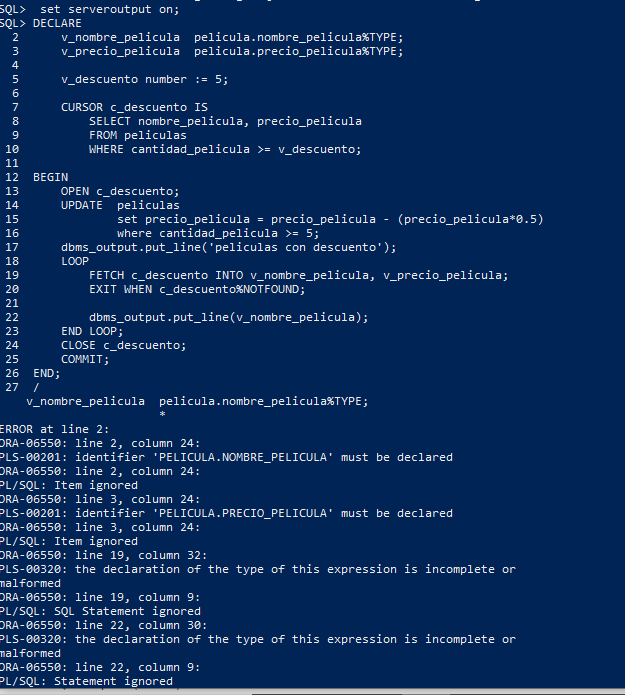 SQL>  set serveroutput on;
SQL> DECLARE
  2      v_nombre_pelicula  pelicula.nombre_pelicula%TYPE;
  3      v_precio_pelicula  pelicula.precio_pelicula%TYPE;
  4
  5      v_descuento number := 5;
  6
  7      CURSOR c_descuento IS
  8          SELECT nombre_pelicula, precio_pelicula
  9          FROM peliculas
 10          WHERE cantidad_pelicula >= v_descuento;
 11
 12  BEGIN
 13      OPEN c_descuento;
 14      UPDATE  peliculas
 15              set precio_pelicula = precio_pelicula - (precio_pelicula*0.5)
 16              where cantidad_pelicula >= 5;
 17      dbms_output.put_line('peliculas con descuento');
 18      LOOP
 19          FETCH c_descuento INTO v_nombre_pelicula, v_precio_pelicula;
 20          EXIT WHEN c_descuento%NOTFOUND;
 21
 22          dbms_output.put_line(v_nombre_pelicula);
 23      END LOOP;
 24      CLOSE c_descuento;
 25      COMMIT;
 26  END;
 27  /
    v_nombre_pelicula  pelicula.nombre_pelicula%TYPE;
                       *
ERROR at line 2:
ORA-06550: line 2, column 24:
PLS-00201: identifier 'PELICULA.NOMBRE_PELICULA' must be declared
ORA-06550: line 2, column 24:
PL/SQL: Item ignored
ORA-06550: line 3, column 24:
PLS-00201: identifier 'PELICULA.PRECIO_PELICULA' must be declared
ORA-06550: line 3, column 24:
PL/SQL: Item ignored
ORA-06550: line 19, column 32:
PLS-00320: the declaration of the type of this expression is incomplete or
malformed
ORA-06550: line 19, column 9:
PL/SQL: SQL Statement ignored
ORA-06550: line 22, column 30:
PLS-00320: the declaration of the type of this expression is incomplete or
malformed
ORA-06550: line 22, column 9:
PL/SQL: Statement ignored